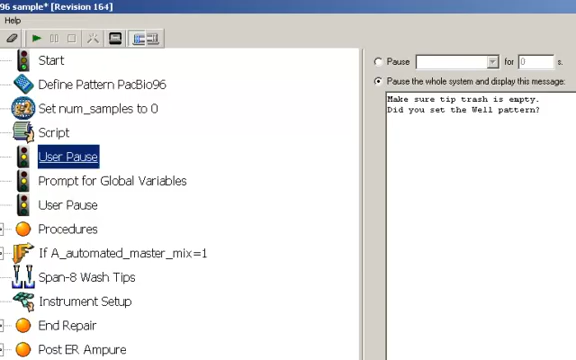 96 sample* [Revision 164]
Help
Start
Define Pattern PacBio96
Set num_samples to 0
Script
User Pause
Prompt for Global Variables
User Pause
Procedures
If A_automated_master_mix=1
Span-8 Wash Tips
Instrument Setup
End Repair
Post ER Ampure
Pause for 0 s.
Pause the whole system and display this message:
Make sure tip trash is empty.
Did you set the Well pattern?